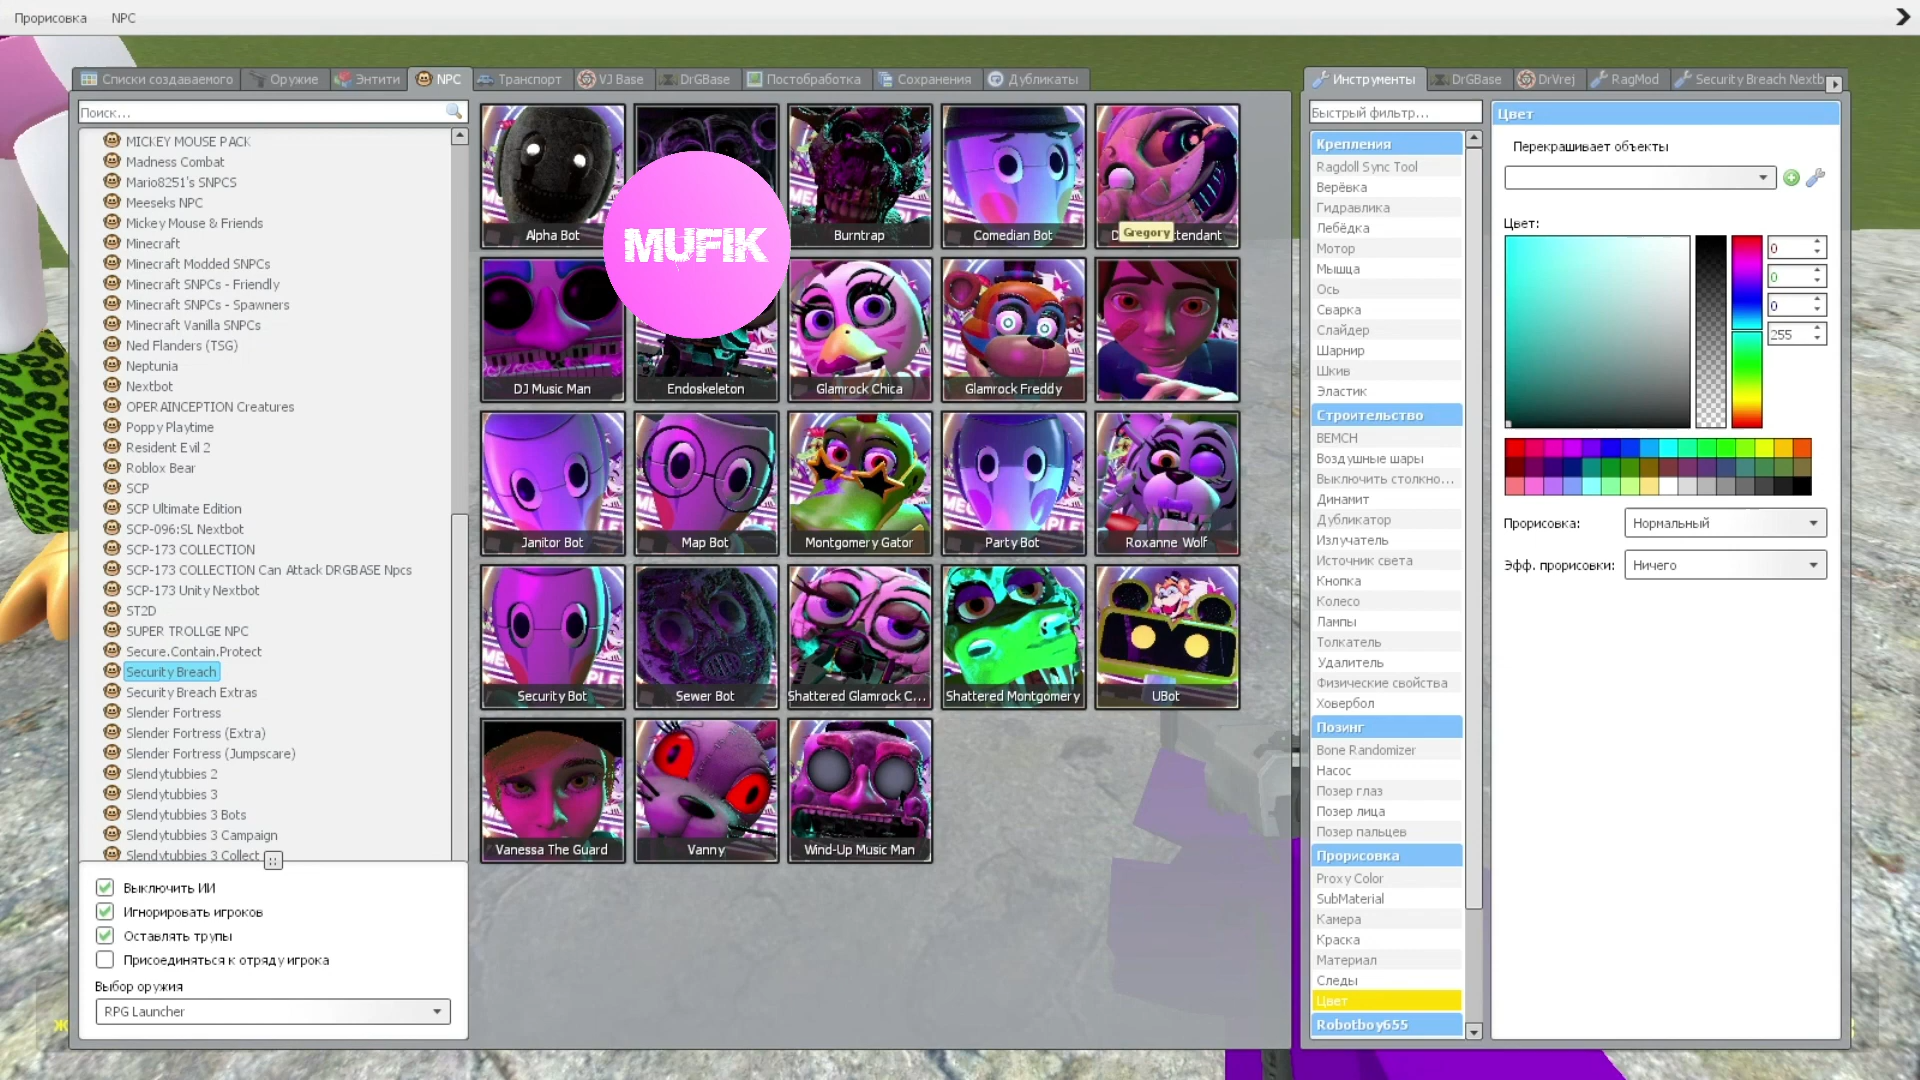 Прорисовка NPC
Списки создаваемого Оружие Энтити NPC Транспорт VJ Base DrGBase Постобработка Сохранения Дубликаты
Поиск...
MICKEY MOUSE PACK
Madness Combat
Mario8251's SNPCS
Meeseks NPC
Mickey Mouse & Friends
Minecraft
Minecraft Modded SNPCs
Minecraft SNPCs - Friendly
Minecraft SNPCs - Spawners
Minecraft Vanilla SNPCs
Ned Flanders (TSG)
Neptunia
Nextbot
OPERAINCEPTION Creatures
Poppy Playtime
Resident Evil 2
Roblox Bear
SCP
SCP Ultimate Edition
SCP-096:SL Nextbot
SCP-173 COLLECTION
SCP-173 COLLECTION Can Attack DRGBASE Npcs
SCP-173 Unity Nextbot
ST2D
SUPER TROLLGE NPC
Secure.Contain.Protect
Security Breach
Security Breach Extras
Slender Fortress
Slender Fortress (Extra)
Slender Fortress (Jumpscare)
Slendytubbies 2
Slendytubbies 3
Slendytubbies 3 Bots
Slendytubbies 3 Campaign
Slendytubbies 3 Collect
Выключить ИИ
Игнорировать игроков
Оставлять трупы
Присоединяться к отряду игрока
Выбор оружия
RPG Launcher
Alpha Bot Burntrap Comedian Bot Gregory tendant
MUFIK
DJ Music Man Endoskeleton Glamrock Chica Glamrock Freddy
Janitor Bot Map Bot Montgomery Gator Party Bot Roxanne Wolf
Security Bot Sewer Bot Shattered Glamrock C... Shattered Montgomery UBot
Vanessa The Guard Vanny Wind-Up Music Man
Инструменты DrGBase DrVrej RagMod Security Breach Nextb
Быстрый фильтр...
Крепления
Ragdoll Sync Tool
Верёвка
Гидравлика
Лебёдка
Мотор
Мышца
Ось
Сварка
Слайдер
Шарнир
Шкив
Эластик
Строительство
BEMCH
Воздушные шары
Выключить столкно...
Динамит
Дубликатор
Излучатель
Источник света
Кнопка
Колесо
Лампы
Толкатель
Удалитель
Физические свойства
Ховербол
Позинг
Bone Randomizer
Насос
Позер глаз
Позер лица
Позер пальцев
Прорисовка
Proxy Color
SubMaterial
Камера
Краска
Материал
Следы
Цвет
Robotboy655
Цвет
Перекрашивает объекты
Цвет:
0
0
0
255
Прорисовка: Нормальный
Эфф. прорисовки: Ничего